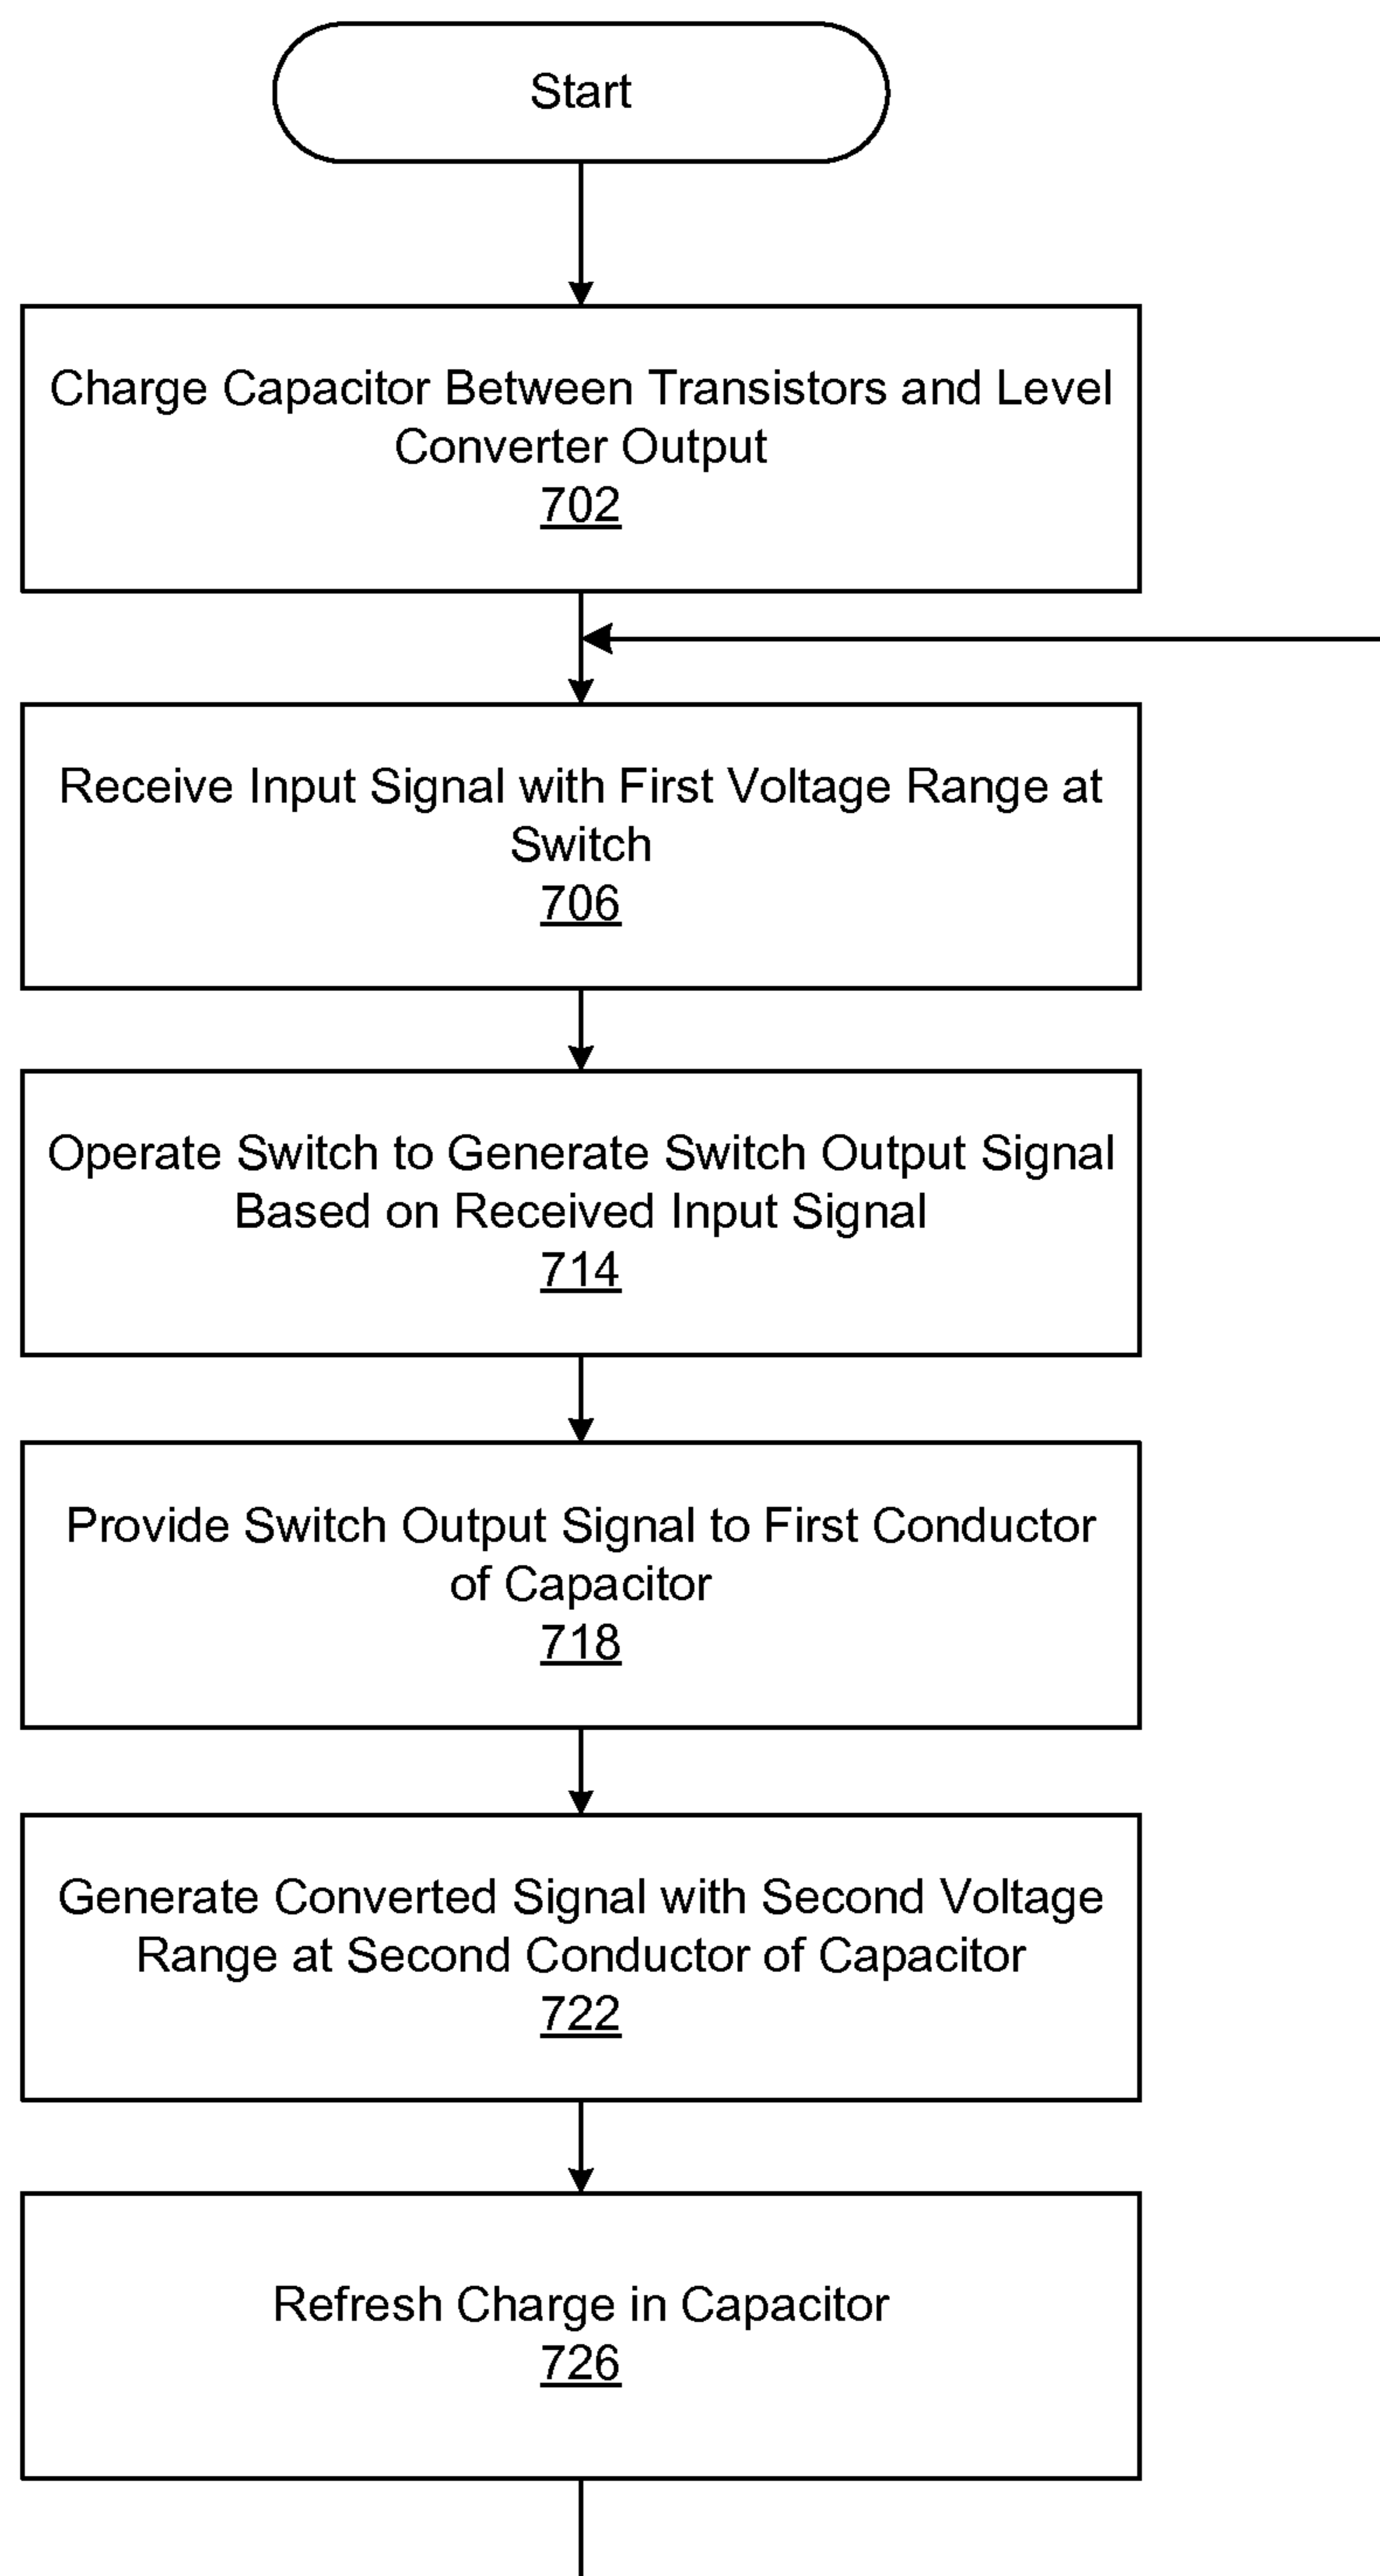 Start
Charge Capacitor Between Transistors and Level
Converter Output
702
Receive Input Signal with First Voltage Range at
Switch
706
Operate Switch to Generate Switch Output Signal
Based on Received Input Signal
714
Provide Switch Output Signal to First Conductor
of Capacitor
718
Generate Converted Signal with Second Voltage
Range at Second Conductor of Capacitor
722
Refresh Charge in Capacitor
726